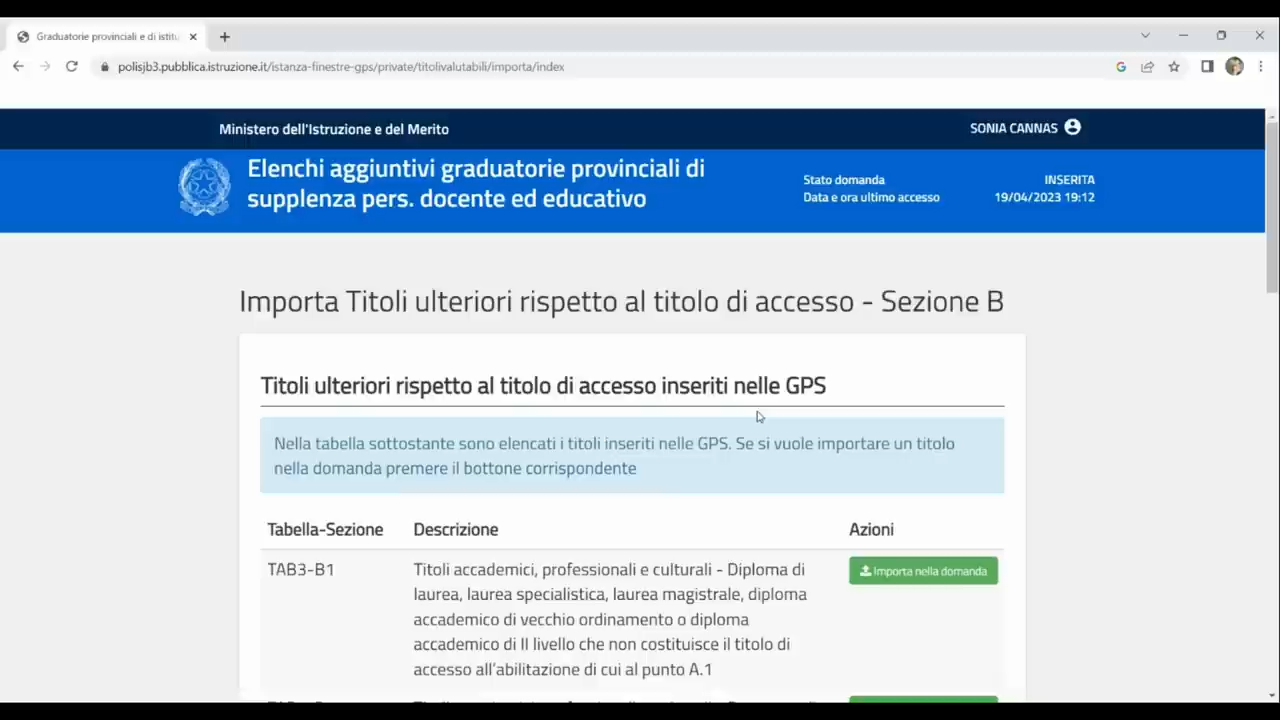 Graduatorie provinciali e di istitu
polisjb3.pubblica.istruzione.it/istanza-finestre-gps/private/titolivalutabili/importa/index
Ministero dell'Istruzione e del Merito
SONIA CANNAS
Elenchi aggiuntivi graduatorie provinciali di
supplenza pers. docente ed educativo
Stato domanda INSERITA
Data e ora ultimo accesso 19/04/2023 19:12
Importa Titoli ulteriori rispetto al titolo di accesso - Sezione B
Titoli ulteriori rispetto al titolo di accesso inseriti nelle GPS
Nella tabella sottostante sono elencati i titoli inseriti nelle GPS. Se si vuole importare un titolo
nella domanda premere il bottone corrispondente
Tabella-Sezione Descrizione Azioni
TAB3-B1 Titoli accademici, professionali e culturali - Diploma di Importa nella domanda
laurea, laurea specialistica, laurea magistrale, diploma
accademico di vecchio ordinamento o diploma
accademico di II livello che non costituisce il titolo di
accesso all'abilitazione di cui al punto A.1